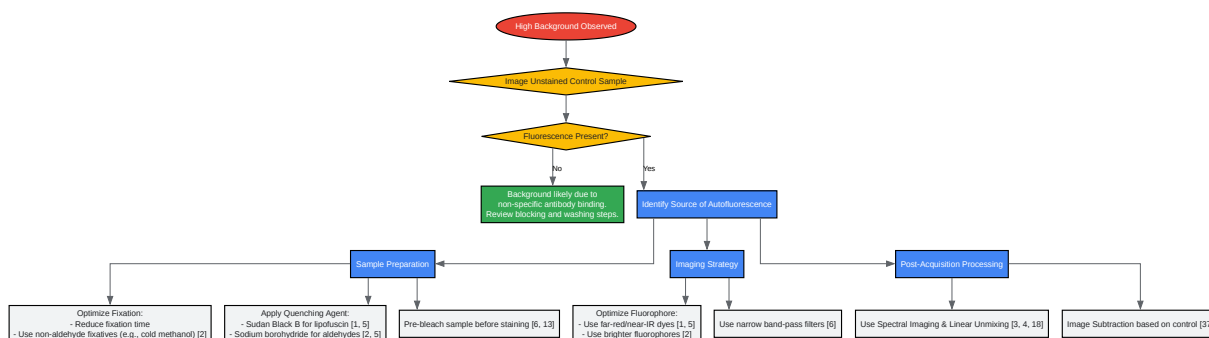 High Background Observed
Image Unstained Control Sample
Fluorescence Present?
No
Yes
Background likely due to
non-specific antibody binding.
Review blocking and washing steps.
Identify Source of Autofluorescence
Sample Preparation
Imaging Strategy
Post-Acquisition Processing
Optimize Fixation:
- Reduce fixation time
- Use non-aldehyde fixatives (e.g., cold methanol) [2]
Apply Quenching Agent:
- Sudan Black B for lipofuscin [1, 5]
- Sodium borohydride for aldehydes [2, 5]
Pre-bleach sample before staining [6, 13]
Optimize Fluorophore:
- Use far-red/near-IR dyes [1, 5]
- Use brighter fluorophores [2]
Use narrow band-pass filters [6]
Use Spectral Imaging & Linear Unmixing [3, 4, 18]
Image Subtraction based on control [37